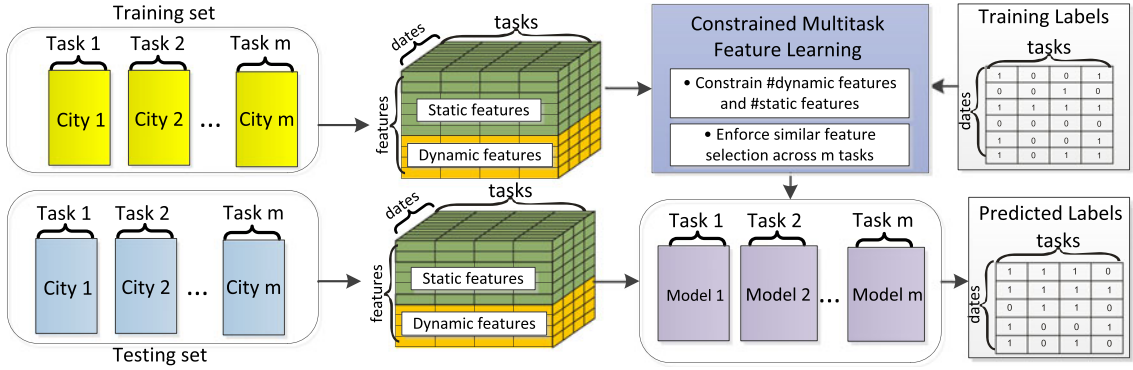 Training set
Task 1 Task 2 Task m
City 1 City 2 ... City m
dates
tasks
features
Static features
Dynamic features
Constrained Multitask
Feature Learning
• Constrain #dynamic features
and #static features
• Enforce similar feature
selection across m tasks
Training Labels
tasks
dates
1 0 0 1
0 0 1 0
1 1 1 1
0 0 0 0
0 0 0 0
1 0 1 1
Task 1 Task 2 Task m
City 1 City 2 ... City m
Testing set
dates
tasks
features
Static features
Dynamic features
Task 1 Task 2 Task m
Model 1 Model 2 ... Model m
Predicted Labels
tasks
dates
1 1 1 0
1 1 1 1
0 1 1 1
1 0 0 1
1 1 0 0